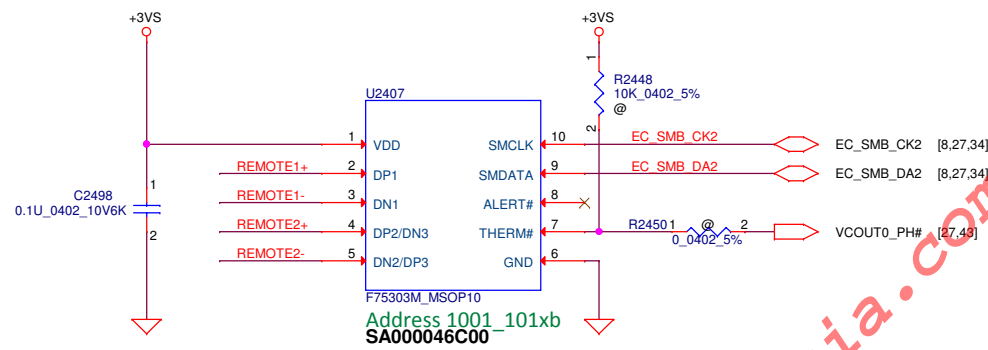 +3VS
+3VS
1
R2448
10K_0402_5%
@
2
U2407
1
VDD
SMCLK
10
EC_SMB_CK2
EC_SMB_CK2 [8,27,34]
REMOTE1+
2
DP1
SMDATA
9
EC_SMB_DA2
EC_SMB_DA2 [8,27,34]
C2498
0.1U_0402_10V6K
1
2
REMOTE1-
3
DN1
ALERT#
8
REMOTE2+
4
DP2/DN3
THERM#
7
R2450
1
@
2
0_0402_5%
VCOUT0_PH# [27,43]
REMOTE2-
5
DN2/DP3
GND
6
F75303M_MSOP10
Address 1001_101xb
SA000046C00
ia.com